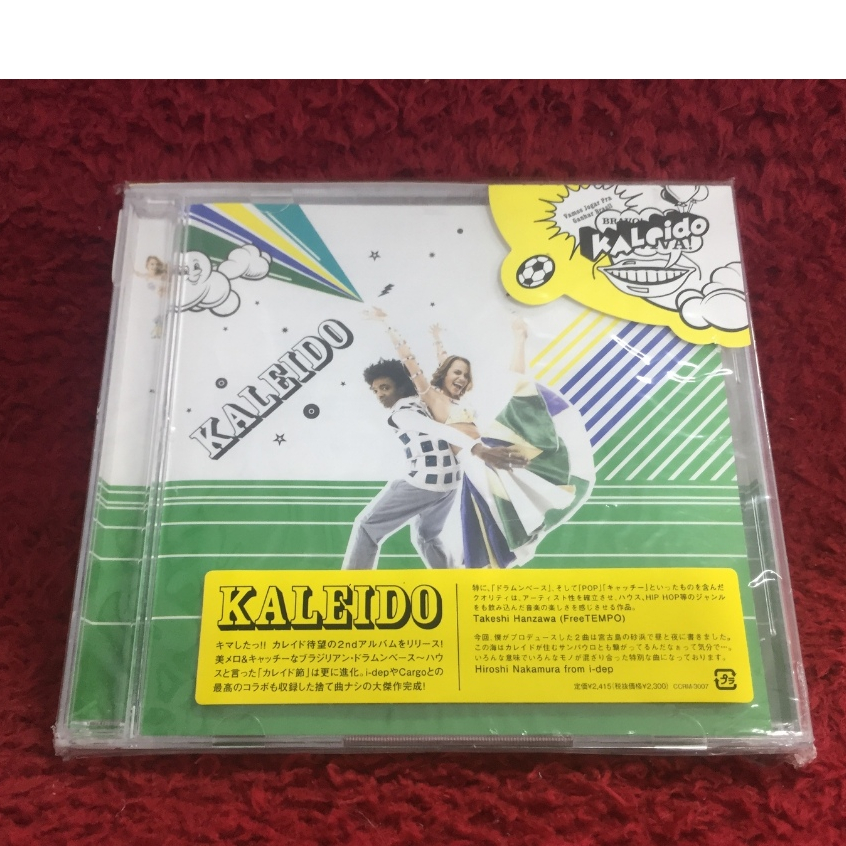 Vamos Jogar Pra
Ganhar Brasil
BRAVO!
KALeido
VA!
KALEIDO
KALEIDO
キマしたっ!! カレイド待望の2ndアルバムをリリース!
美メロ&キャッチーなブラジリアン・ドラムンベース〜ハウ
スと言った「カレイド節」は更に進化。i-depやCargoとの
最高のコラボも収録した捨て曲ナシの大傑作完成!
特に、「ドラムンベース」、そして「POP」「キャッチー」といったものを含んだ
クオリティは、アーティスト性を確立させ、ハウス、HIP HOP等のジャンル
をも飲み込んだ音楽の楽しさを感じさせる作品。
Takeshi Hanzawa (FreeTEMPO)
今回、僕がプロデュースした2曲は宮古島の砂浜で昼と夜に書きました。
この海はカレイドが住むサンパウロとも繋がってるんだなぁって気分で…。
いろんな意味でいろんなモノが混ざり合った特別な曲になっております。
Hiroshi Nakamura from i-dep
定価¥2,415(税抜価格¥2,300) CCRM-3007
プラ